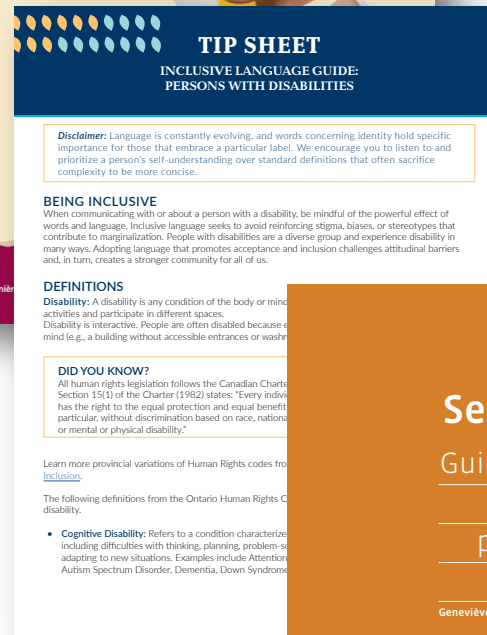 TIP SHEET
INCLUSIVE LANGUAGE GUIDE:
PERSONS WITH DISABILITIES
Disclaimer: Language is constantly evolving, and words concerning identity hold specific
importance for those that embrace a particular label. We encourage you to listen to and
prioritize a person's self-understanding over standard definitions that often sacrifice
complexity to be more concise.
BEING INCLUSIVE
When communicating with or about a person with a disability, be mindful of the powerful effect of
words and language. Inclusive language seeks to avoid reinforcing stigma, biases, or stereotypes that
contribute to marginalization. People with disabilities are a diverse group and experience disability in
many ways. Adopting language that promotes acceptance and inclusion challenges attitudinal barriers
and, in turn, creates a stronger community for all of us.
DEFINITIONS
Disability: A disability is any condition of the body or mind
activities and participate in different spaces.
Disability is interactive. People are often disabled because
mind (e.g., a building without accessible entrances or
DID YOU KNOW?
All human rights legislation follows the Canadian
Section 15(1) of the Charter (1982) states: "Every
has the right to the equal protection and equal
particular, without discrimination based on race,
or mental or physical disability."
Learn more provincial variations of Human Rights codes
Inclusion.
The following definitions from the Ontario Human Rights
disability.
• Cognitive Disability: Refers to a condition
including difficulties with thinking, planning,
adapting to new situations. Examples include Attention
Autism Spectrum Disorder, Dementia, Down Syndrome
Se
Gui
p
Geneviève